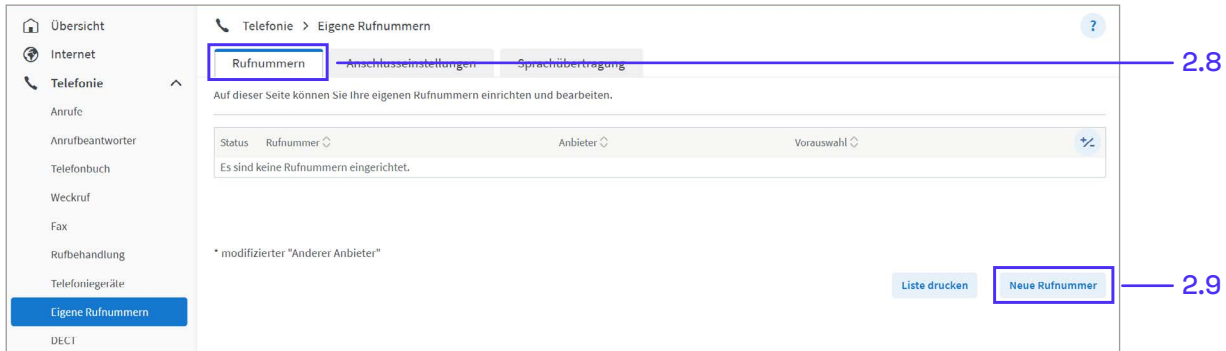 Übersicht
Internet
Telefonie
Anrufe
Anrufbeantworter
Telefonbuch
Weckruf
Fax
Rufbehandlung
Telefoniegeräte
Eigene Rufnummern
DECT
Telefonie > Eigene Rufnummern ?
Rufnummern Anschlusseinstellungen Sprachübertragung 2.8
Auf dieser Seite können Sie Ihre eigenen Rufnummern einrichten und bearbeiten.
Status Rufnummer Anbieter Vorauswahl +/-
Es sind keine Rufnummern eingerichtet.
* modifizierter "Anderer Anbieter"
Liste drucken Neue Rufnummer 2.9